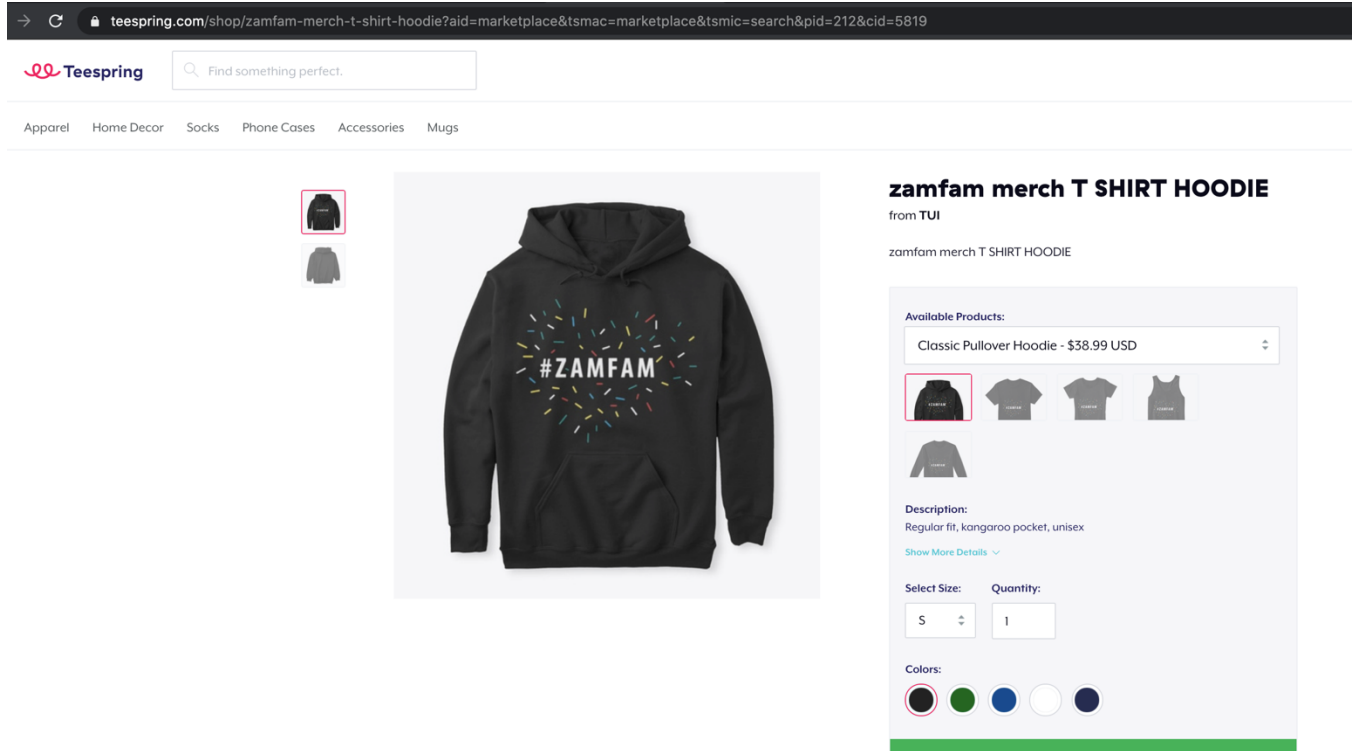 teespring.com/shop/zamfam-merch-t-shirt-hoodie?aid=marketplace&tsmac=marketplace&tsmic=search&pid=212&cid=5819
Teespring
Find something perfect.
Apparel Home Decor Socks Phone Cases Accessories Mugs
#ZAMFAM
zamfam merch T SHIRT HOODIE
from TUI
zamfam merch T SHIRT HOODIE
Available Products:
Classic Pullover Hoodie - $38.99 USD
Description:
Regular fit, kangaroo pocket, unisex
Show More Details
Select Size: Quantity:
S 1
Colors: